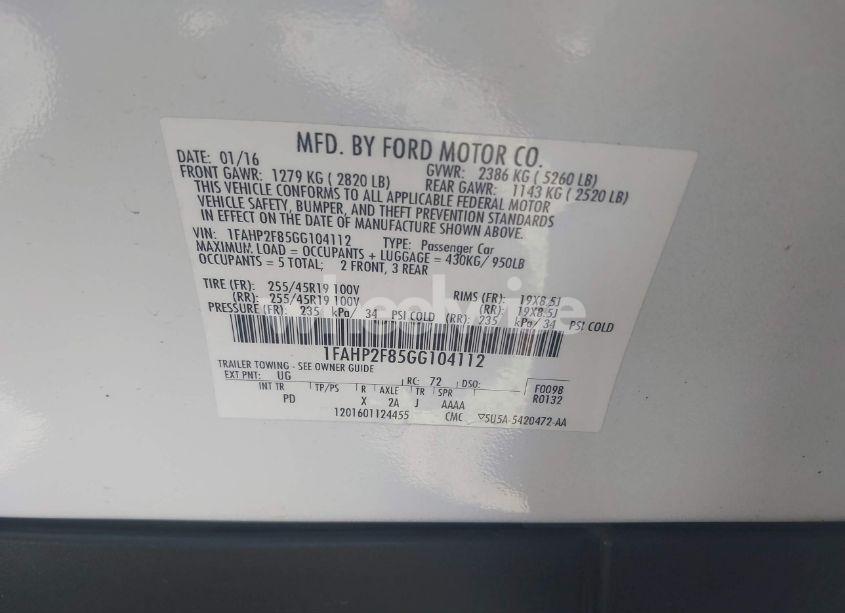 MFD. BY FORD MOTOR CO.
DATE: 01/16 GVWR: 2386 KG ( 5260 LB)
FRONT GAWR: 1279 KG ( 2820 LB) REAR GAWR: 1143 KG ( 2520 LB)
THIS VEHICLE CONFORMS TO ALL APPLICABLE FEDERAL MOTOR
VEHICLE SAFETY, BUMPER, AND THEFT PREVENTION STANDARDS
IN EFFECT ON THE DATE OF MANUFACTURE SHOWN ABOVE.
VIN: 1FAHP2F85GG104112 TYPE: Passenger Car
MAXIMUM LOAD = OCCUPANTS + LUGGAGE = 430KG/ 950LB
OCCUPANTS = 5 TOTAL; 2 FRONT, 3 REAR
TIRE (FR): 255/45R19 100V RIMS (FR): 19X8.5J
(RR): 255/45R19 100V (RR): 19X8.5J
PRESSURE (FR): 235 kPa/ 34 PSI COLD (RR): 235 kPa/ 34 PSI COLD
1FAHP2F85GG104112
TRAILER TOWING - SEE OWNER GUIDE
EXT PNT: UG RC: 72 DSO: F0098
INT TR TP/PS R AXLE TR SPR R0132
PD X 2A J AAAA
1201601124455 CMC 5U5A-5420472-AA